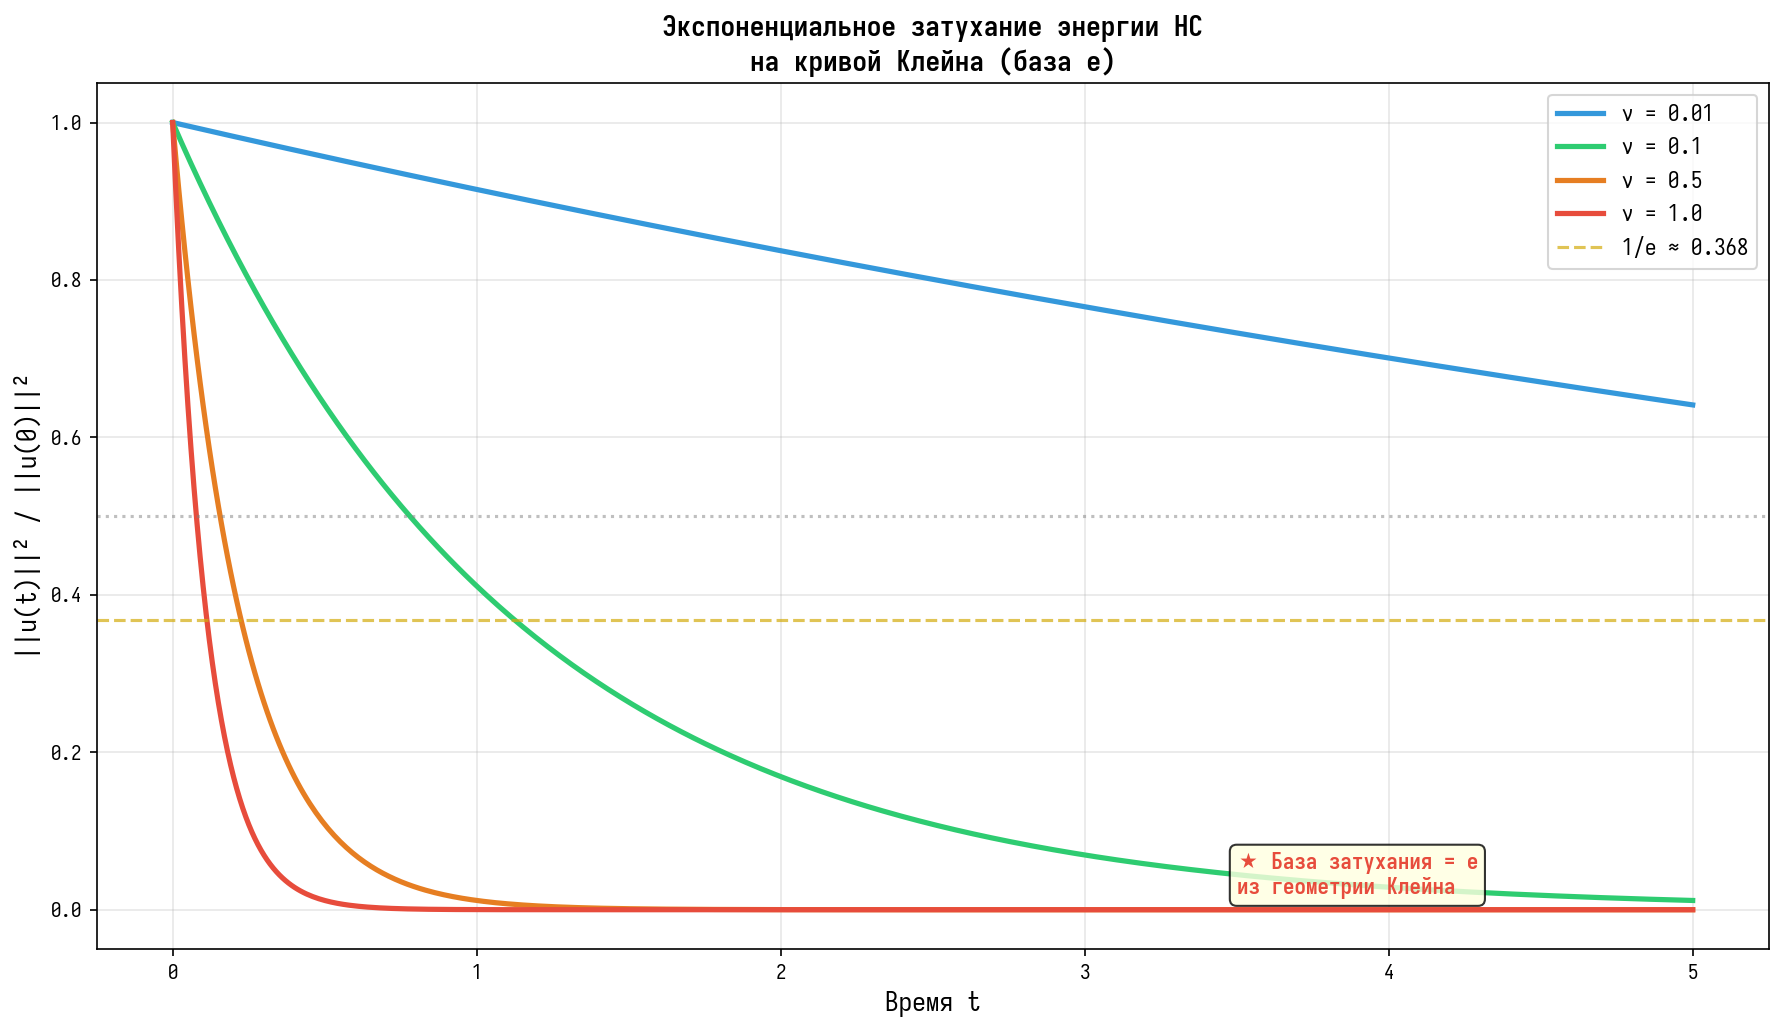 Экспоненциальное затухание энергии НС
на кривой Клейна (база e)
||u(t)||² / ||u(0)||²
1.0
0.8
0.6
0.4
0.2
0.0
ν = 0.01
ν = 0.1
ν = 0.5
ν = 1.0
1/e ≈ 0.368
★ База затухания = e
из геометрии Клейна
0 1 2 3 4 5
Время t